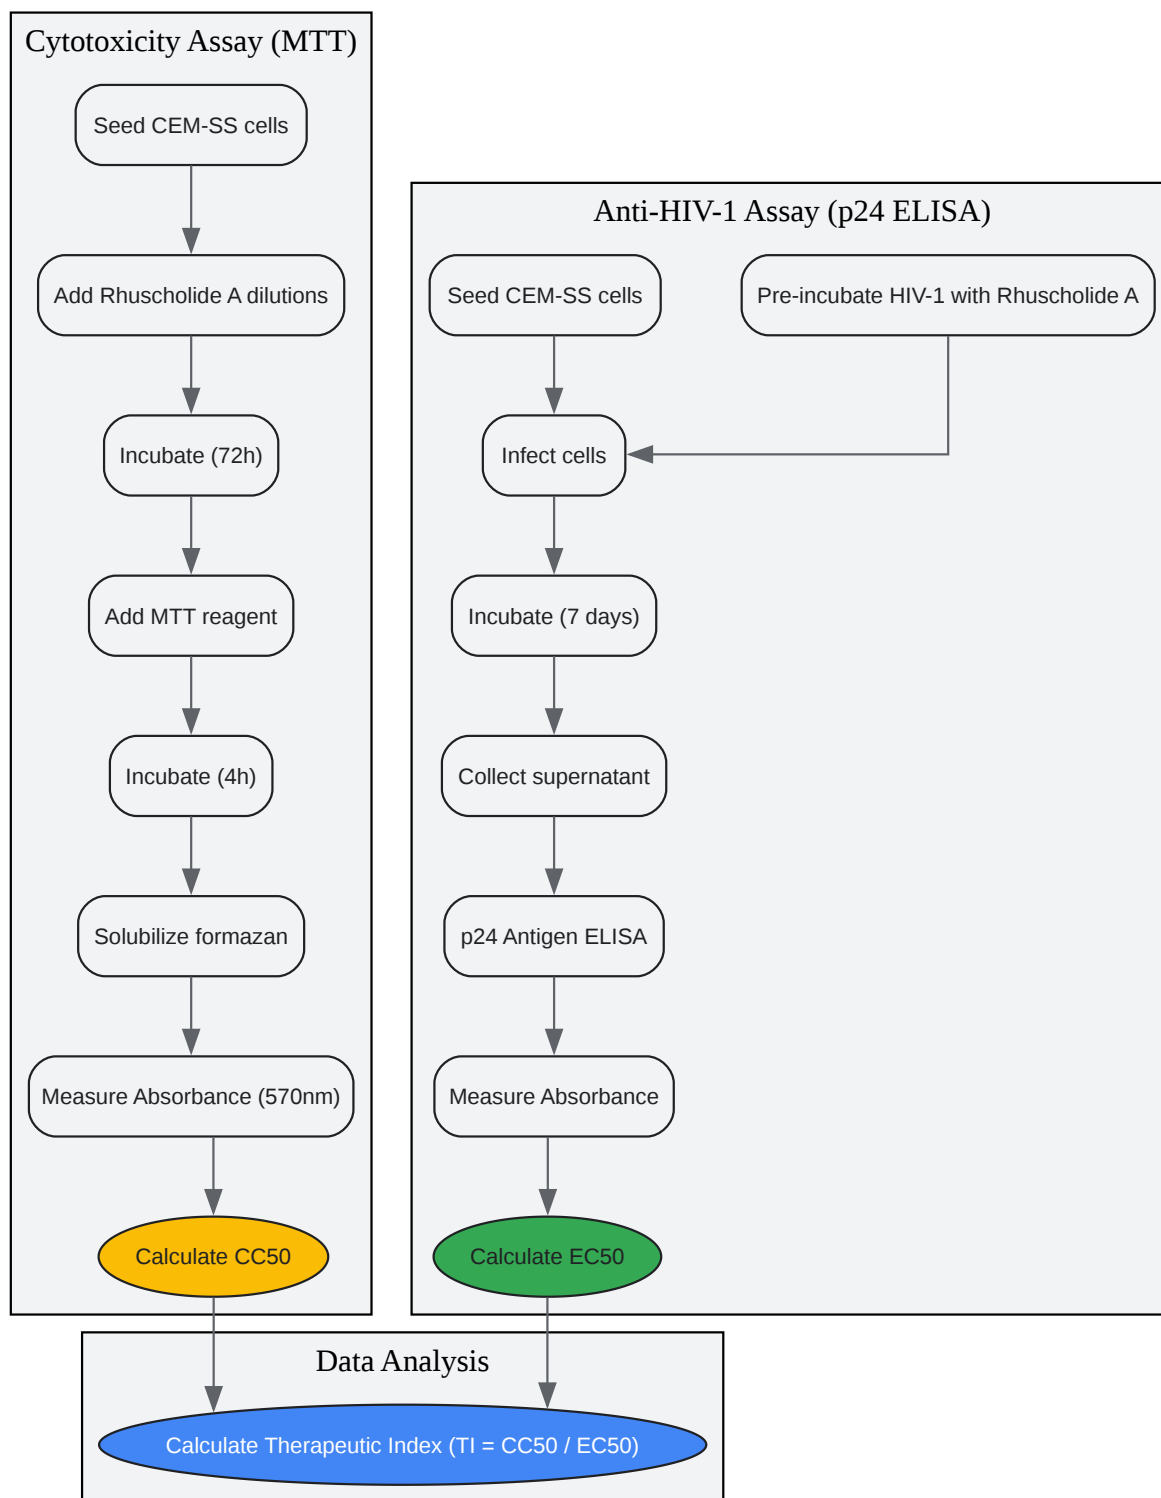 Cytotoxicity Assay (MTT)
Seed CEM-SS cells
Add Rhuscholide A dilutions
Incubate (72h)
Add MTT reagent
Incubate (4h)
Solubilize formazan
Measure Absorbance (570nm)
Calculate CC50
Anti-HIV-1 Assay (p24 ELISA)
Seed CEM-SS cells
Pre-incubate HIV-1 with Rhuscholide A
Infect cells
Incubate (7 days)
Collect supernatant
p24 Antigen ELISA
Measure Absorbance
Calculate EC50
Data Analysis
Calculate Therapeutic Index (TI = CC50 / EC50)